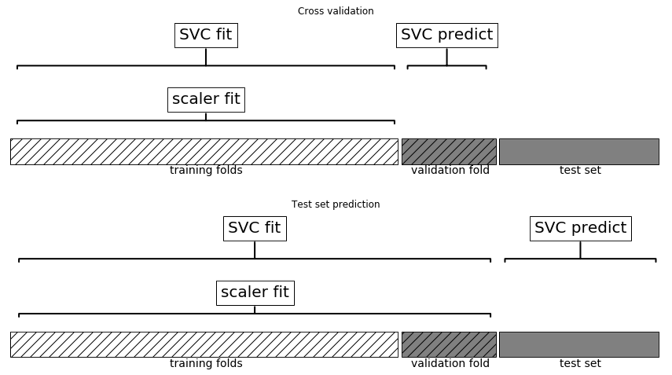 Cross validation
SVC fit
SVC predict
scaler fit
training folds
validation fold
test set
Test set prediction
SVC fit
SVC predict
scaler fit
training folds
validation fold
test set